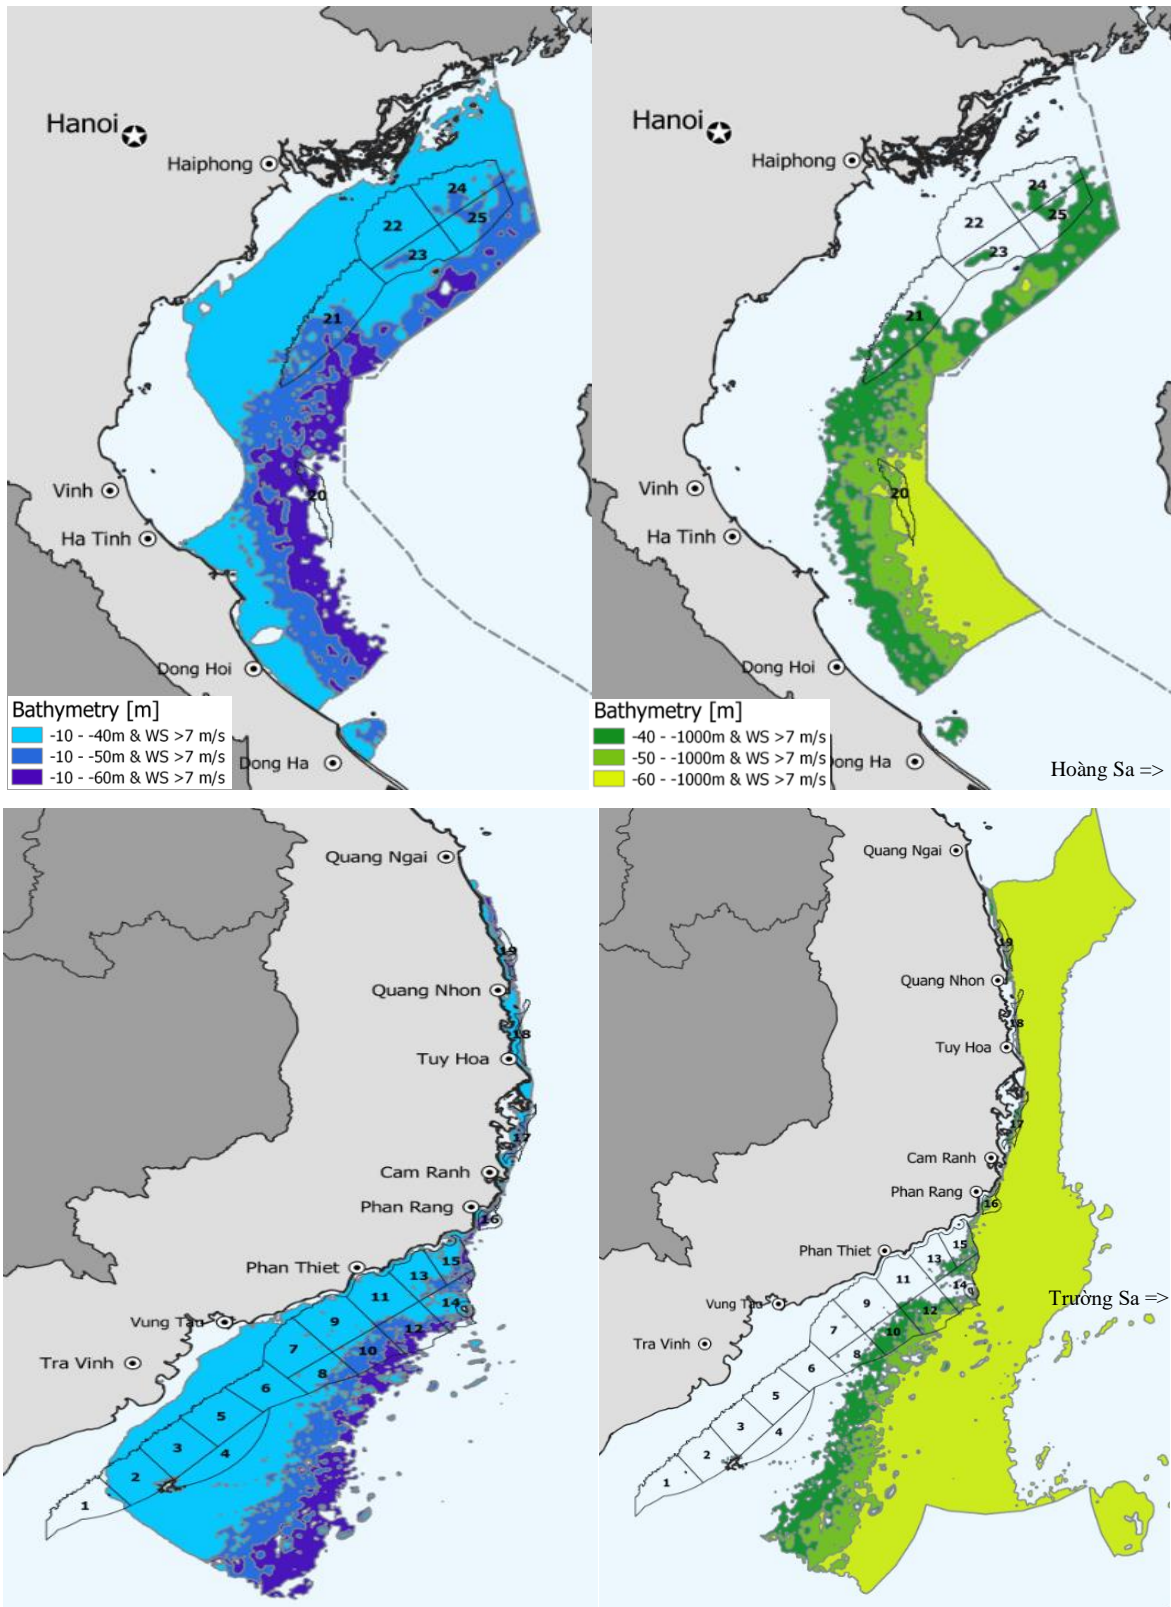 Hanoi
Haiphong
24
22
25
23
21
20
Vinh
Ha Tinh
Dong Hoi
Dong Ha
Bathymetry [m]
-10 - -40m & WS >7 m/s
-10 - -50m & WS >7 m/s
-10 - -60m & WS >7 m/s
Hanoi
Haiphong
24
22
25
23
21
20
Vinh
Ha Tinh
Dong Hoi
Dong Ha
Bathymetry [m]
-40 - -1000m & WS >7 m/s
-50 - -1000m & WS >7 m/s
-60 - -1000m & WS >7 m/s
Hoàng Sa =>
Quang Ngai
19
Quang Nhon
18
Tuy Hoa
17
Cam Ranh
Phan Rang
16
15
Phan Thiet
13
11
14
Vung Tau
9
12
7
10
Tra Vinh
8
6
5
3
4
2
1
Quang Ngai
19
Quang Nhon
18
Tuy Hoa
17
Cam Ranh
Phan Rang
16
15
Phan Thiet
13
11
14
Trường Sa =>
Vung Tau
9
12
7
10
Tra Vinh
8
6
5
3
4
2
1